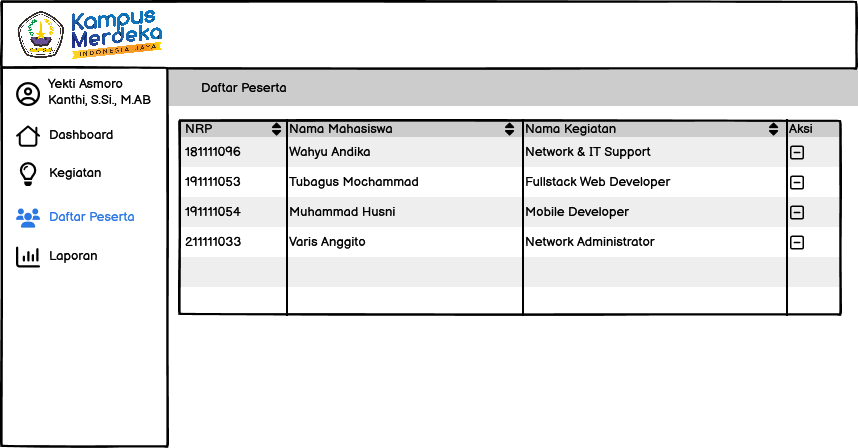 Kampus
Merdeka
INDONESIA JAYA
Yekti Asmoro
Kanthi, S.Si., M.AB
Dashboard
Kegiatan
Daftar Peserta
Laporan
Daftar Peserta
NRP Nama Mahasiswa Nama Kegiatan Aksi
181111096 Wahyu Andika Network & IT Support
191111053 Tubagus Mochammad Fullstack Web Developer
191111054 Muhammad Husni Mobile Developer
211111033 Varis Anggito Network Administrator